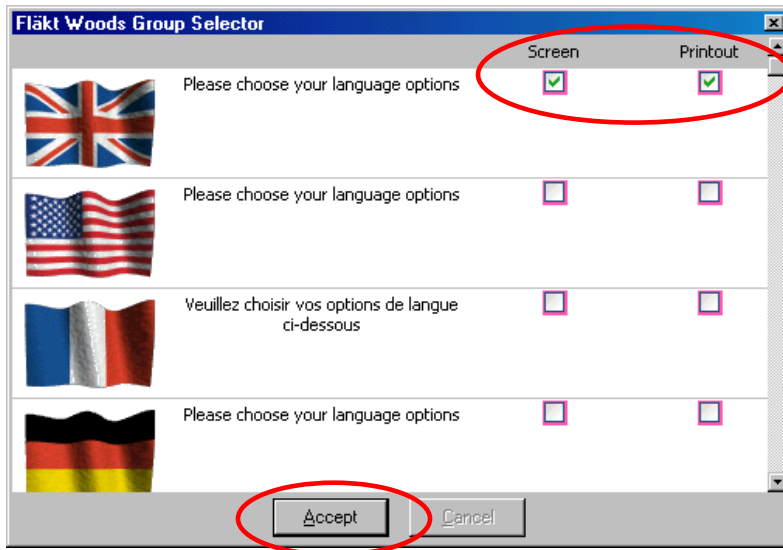 Fläkt Woods Group Selector
Screen Printout
Please choose your language options
Please choose your language options
Veuillez choisir vos options de langue
ci-dessous
Please choose your language options
Accept Cancel